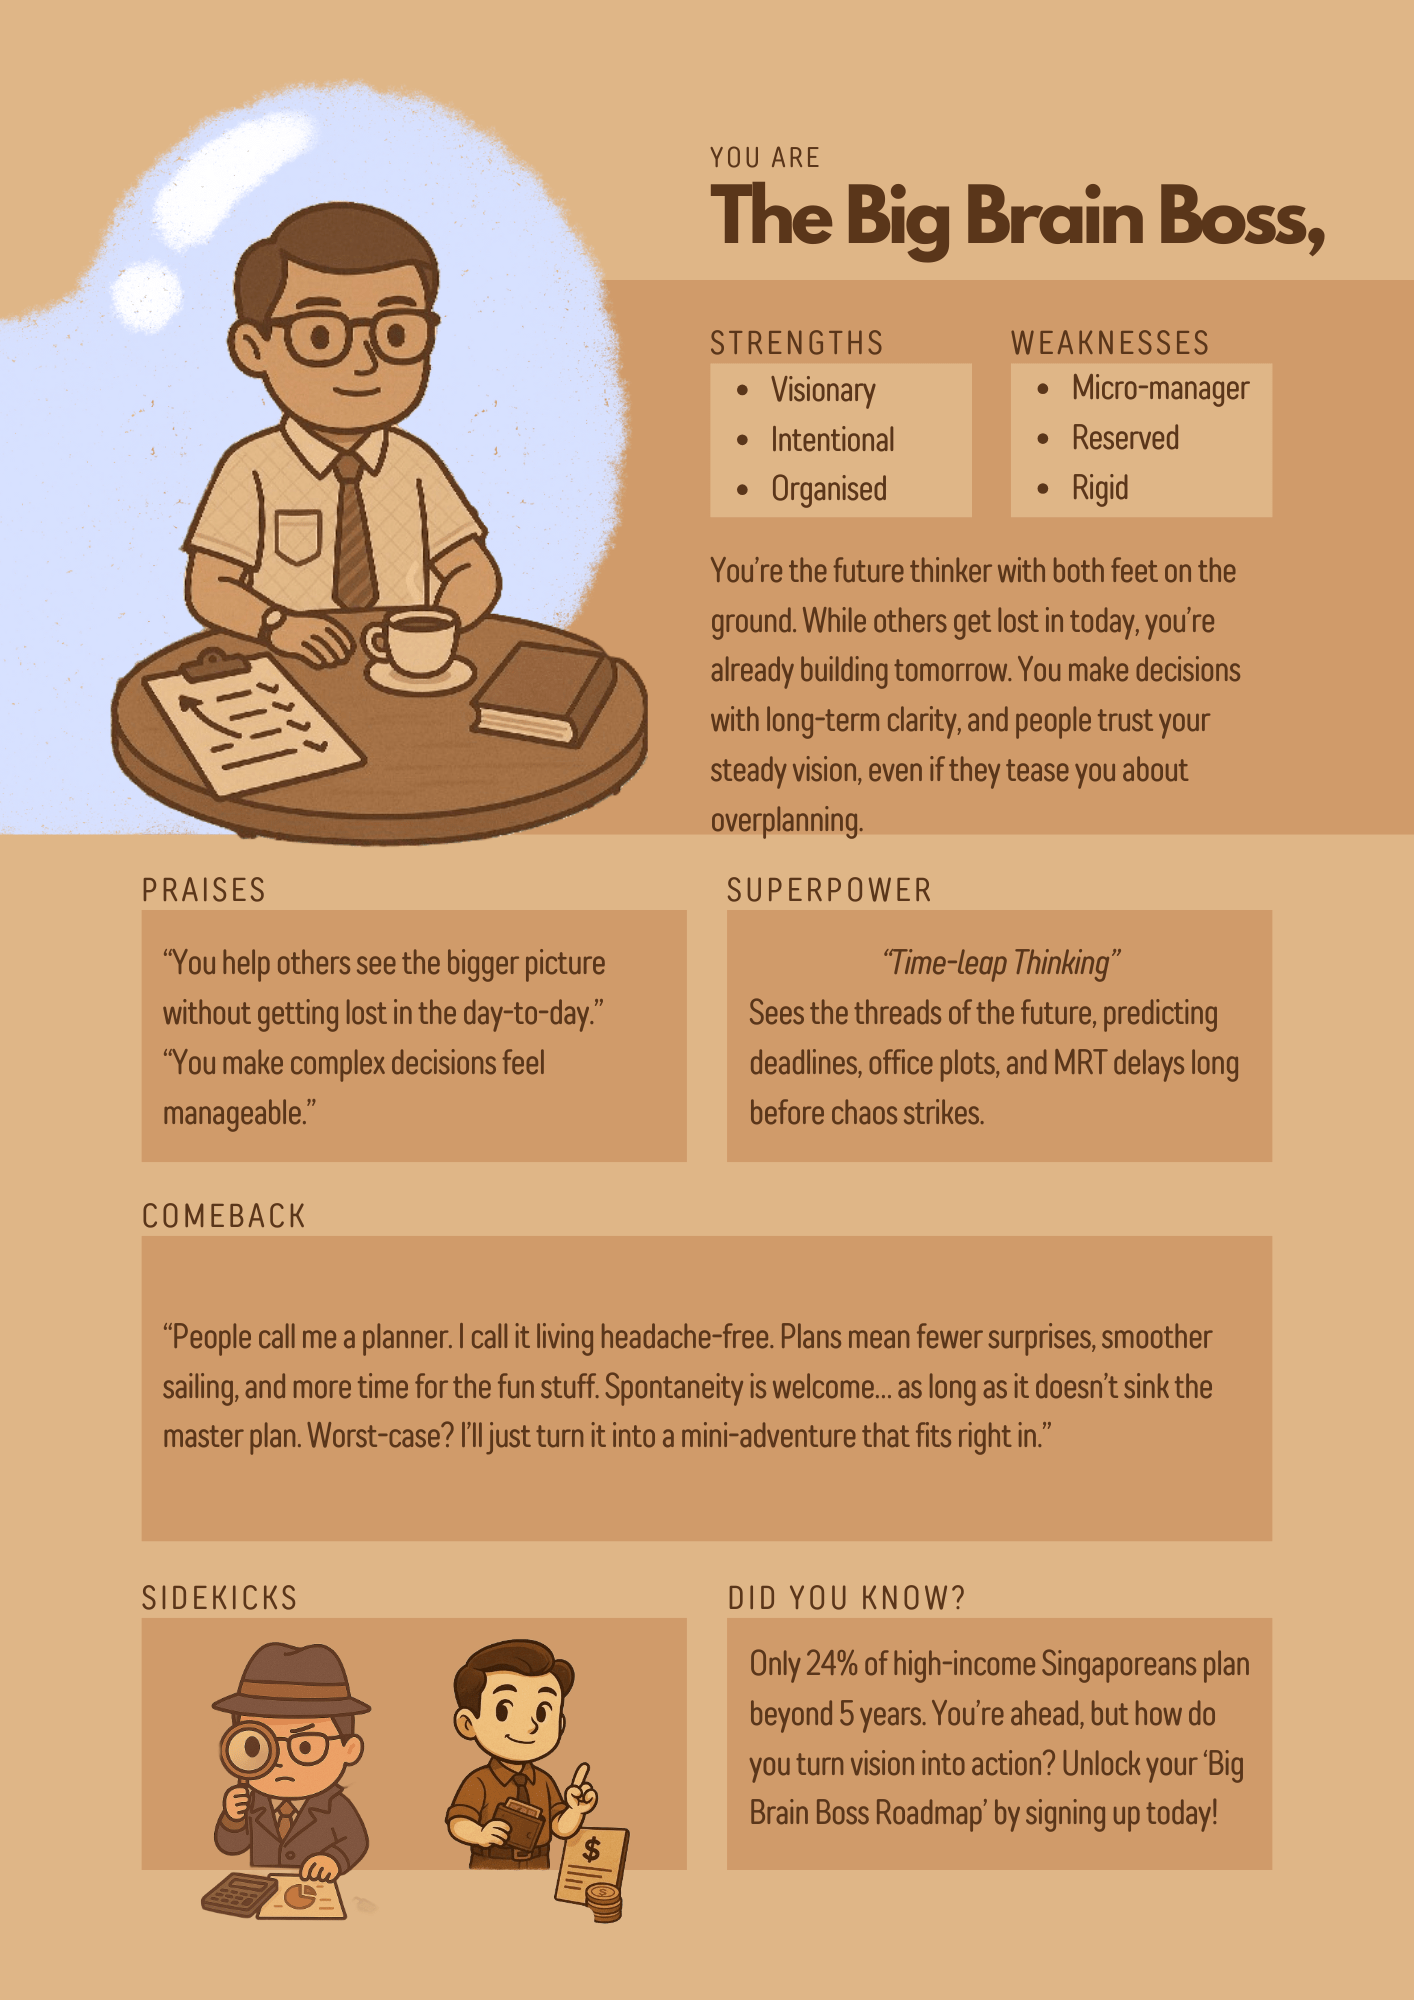 YOU ARE
The Big Brain Boss,
STRENGTHS
• Visionary
• Intentional
• Organised
WEAKNESSES
• Micro-manager
• Reserved
• Rigid
You’re the future thinker with both feet on the
ground. While others get lost in today, you’re
already building tomorrow. You make decisions
with long-term clarity, and people trust your
steady vision, even if they tease you about
overplanning.
PRAISES
“You help others see the bigger picture
without getting lost in the day-to-day.”
“You make complex decisions feel
manageable.”
SUPERPOWER
“Time-leap Thinking”
Sees the threads of the future, predicting
deadlines, office plots, and MRT delays long
before chaos strikes.
COMEBACK
“People call me a planner. I call it living headache-free. Plans mean fewer surprises, smoother
sailing, and more time for the fun stuff. Spontaneity is welcome... as long as it doesn’t sink the
master plan. Worst-case? I’ll just turn it into a mini-adventure that fits right in.”
SIDEKICKS
$
$
DID YOU KNOW?
Only 24% of high-income Singaporeans plan
beyond 5 years. You’re ahead, but how do
you turn vision into action? Unlock your ‘Big
Brain Boss Roadmap’ by signing up today!